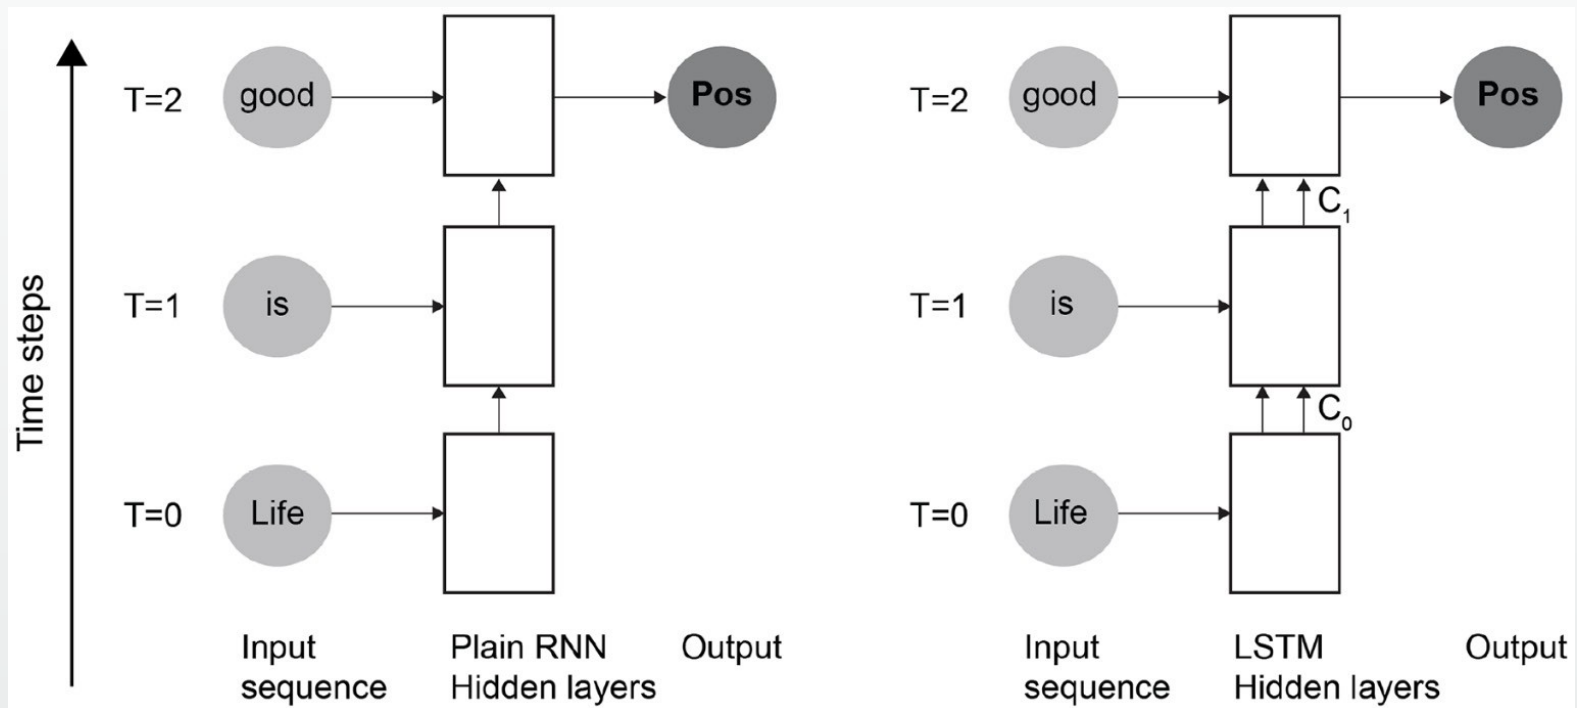 Time steps
T=2
good
Pos
T=1
is
T=0
Life
Input
sequence
Plain RNN
Hidden layers
Output
T=2
good
Pos
C₁
T=1
is
C₀
T=0
Life
Input
sequence
LSTM
Hidden layers
Output